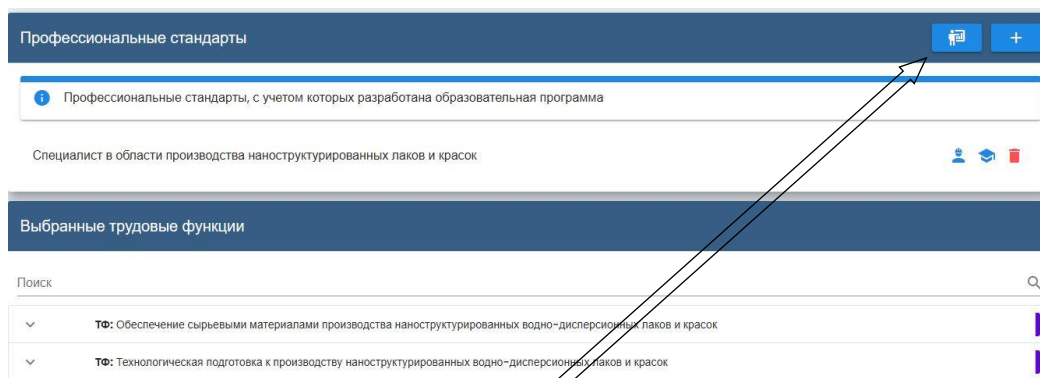 Профессиональные стандарты
+
Профессиональные стандарты, с учетом которых разработана образовательная программа
Специалист в области производства наноструктурированных лаков и красок
Выбранные трудовые функции
Поиск
ТФ: Обеспечение сырьевыми материалами производства наноструктурированных водно-дисперсионных лаков и красок
ТФ: Технологическая подготовка к производству наноструктурированных водно-дисперсионных лаков и красок